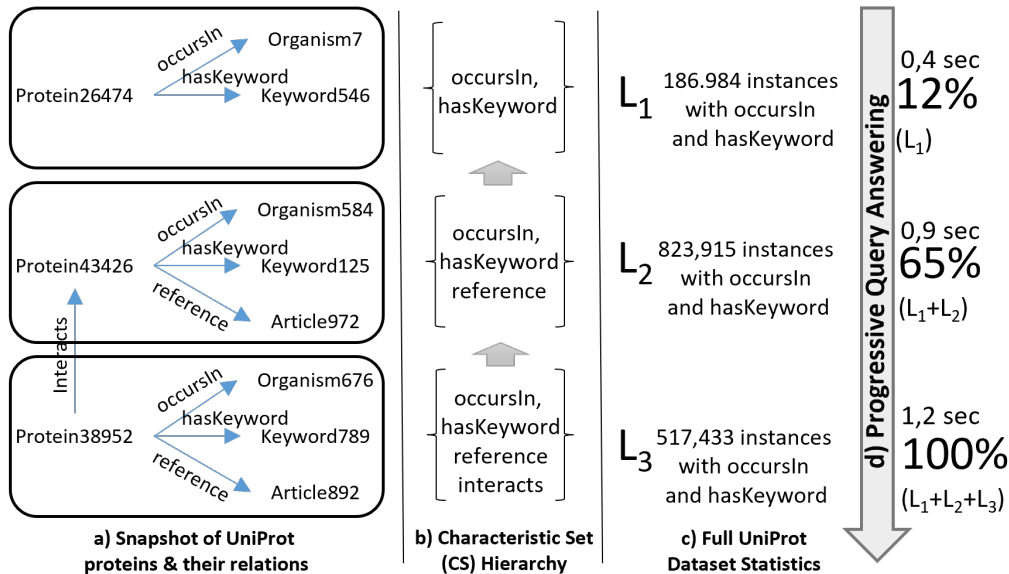 occursIn
Organism7
hasKeyword
Protein26474
Keyword546
occursIn
Organism584
hasKeyword
Protein43426
Keyword125
reference
Article972
Interacts
occursIn
Organism676
hasKeyword
Protein38952
Keyword789
reference
Article892
a) Snapshot of UniProt
proteins & their relations
occursIn,
hasKeyword
occursIn,
hasKeyword
reference
occursIn,
hasKeyword
reference
interacts
b) Characteristic Set
(CS) Hierarchy
L1
186.984 instances
with occursIn
and hasKeyword
L2
823,915 instances
with occursIn
and hasKeyword
L3
517,433 instances
with occursIn
and hasKeyword
c) Full UniProt
Dataset Statistics
d) Progressive Query Answering
0,4 sec
12%
(L1)
0,9 sec
65%
(L1+L2)
1,2 sec
100%
(L1+L2+L3)